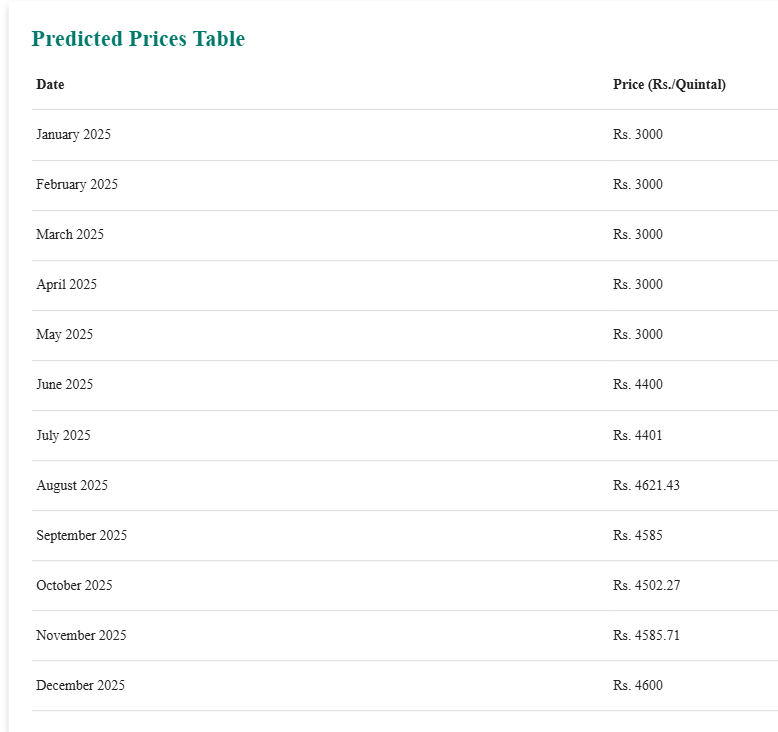 Predicted Prices Table
Date Price (Rs./Quintal)
January 2025 Rs. 3000
February 2025 Rs. 3000
March 2025 Rs. 3000
April 2025 Rs. 3000
May 2025 Rs. 3000
June 2025 Rs. 4400
July 2025 Rs. 4401
August 2025 Rs. 4621.43
September 2025 Rs. 4585
October 2025 Rs. 4502.27
November 2025 Rs. 4585.71
December 2025 Rs. 4600